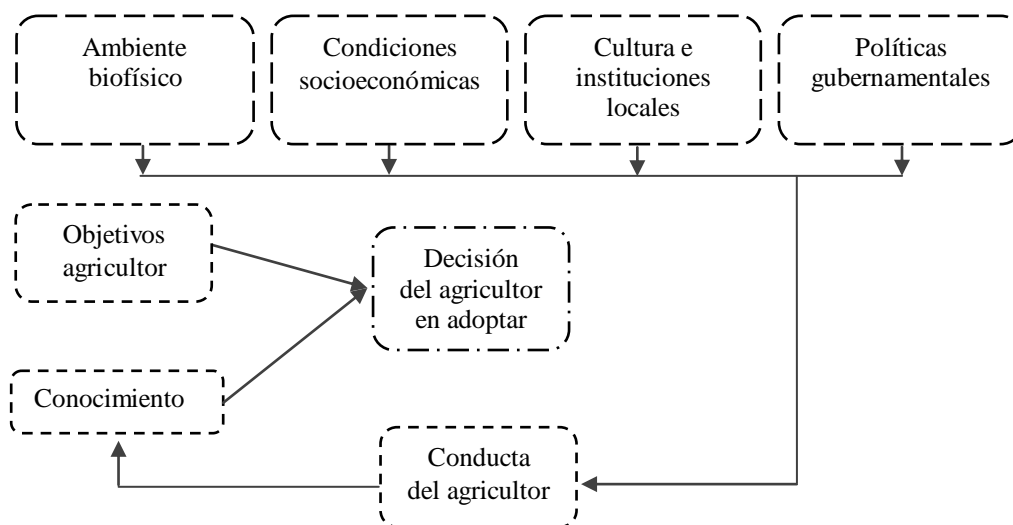 Ambiente
biofísico
Condiciones
socioeconómicas
Cultura e
instituciones
locales
Políticas
gubernamentales
Objetivos
agricultor
Decisión
del agricultor
en adoptar
Conocimiento
Conducta
del agricultor